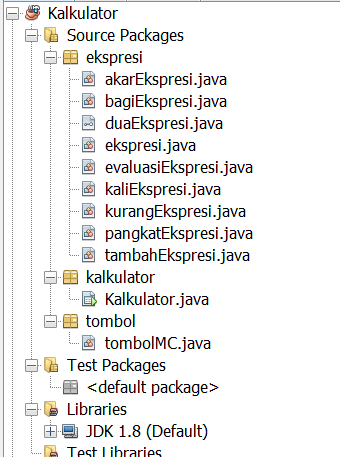 Kalkulator
Source Packages
ekspresi
akarEkspresi.java
bagiEkspresi.java
duaEkspresi.java
ekspresi.java
evaluasiEkspresi.java
kaliEkspresi.java
kurangEkspresi.java
pangkatEkspresi.java
tambahEkspresi.java
kalkulator
Kalkulator.java
tombol
tombolMC.java
Test Packages
<default package>
Libraries
JDK 1.8 (Default)
Test Libraries